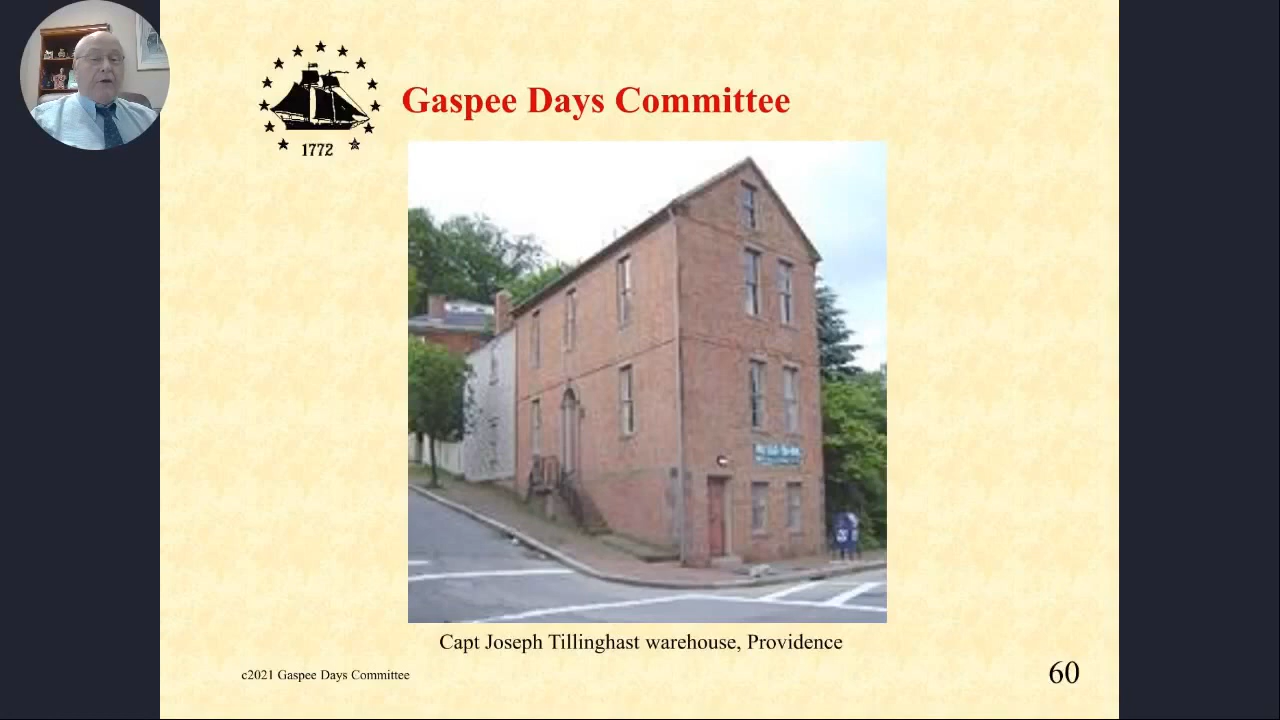 1772
Gaspee Days Committee
Capt Joseph Tillinghast warehouse, Providence
c2021 Gaspee Days Committee
60